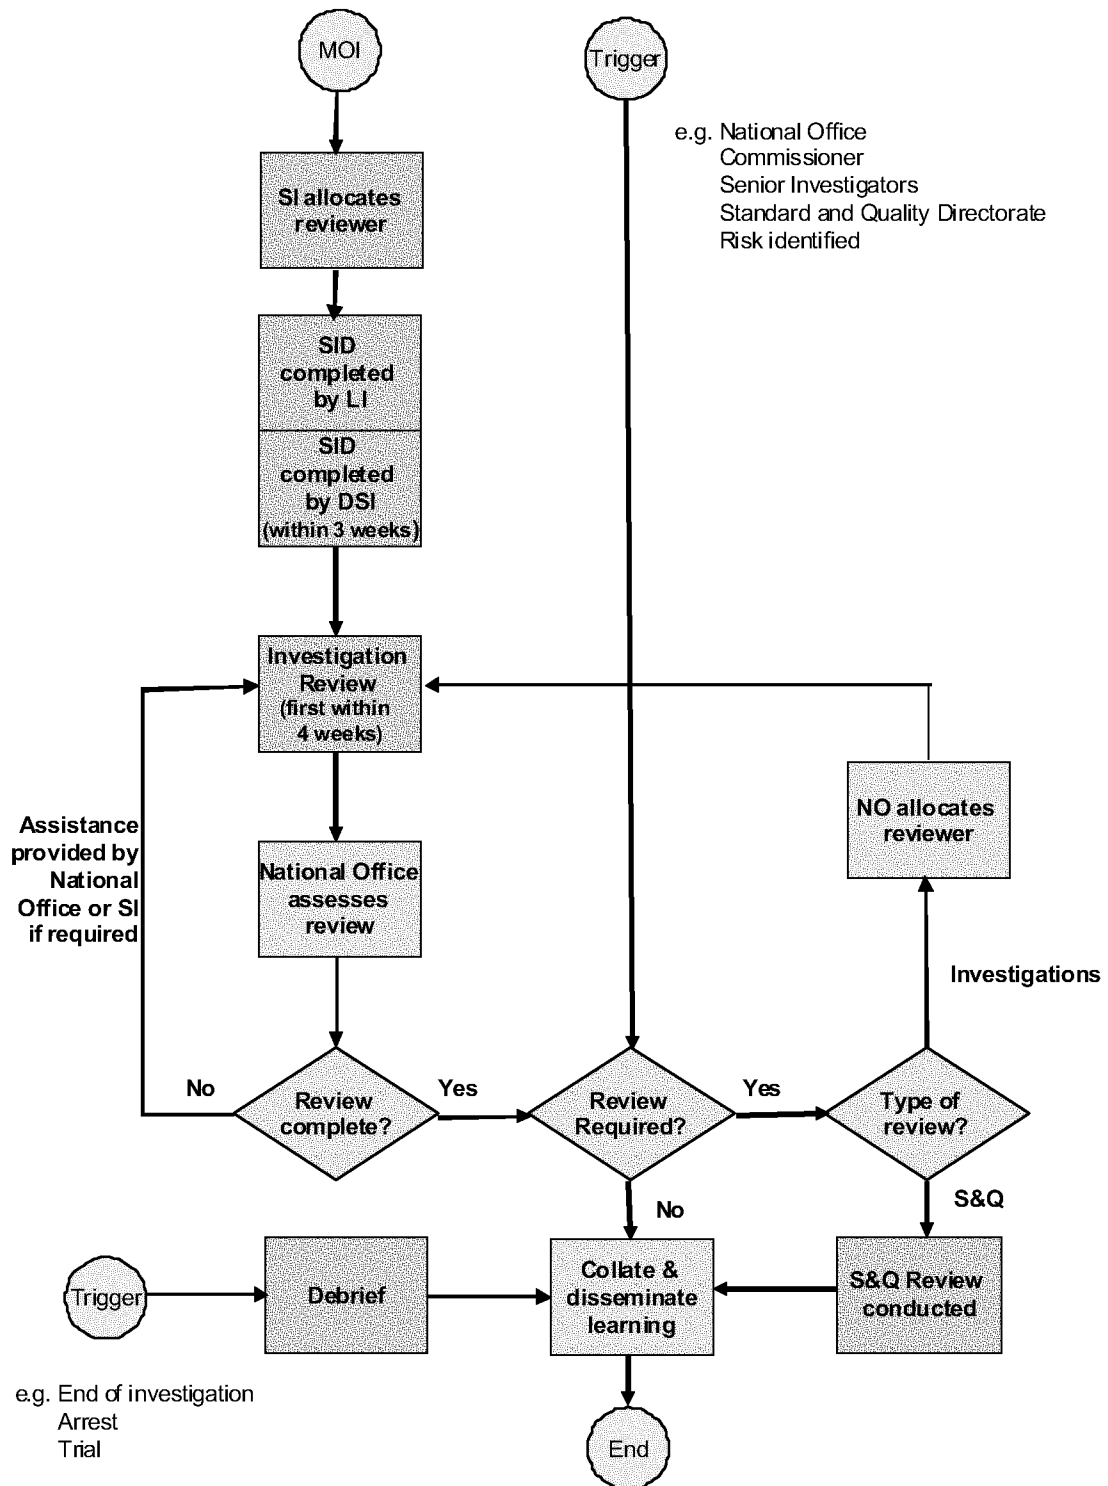 MOI
Trigger
e.g. National Office
Commissioner
Senior Investigators
Standard and Quality Directorate
Risk identified
SI allocates
reviewer
SID
completed
by LI
SID
completed
by DSI
(within 3 weeks)
Investigation
Review
(first within
4 weeks)
NO allocates
reviewer
Assistance
provided by
National
Office or SI
if required
National Office
assesses
review
Investigations
No
Review
complete?
Yes
Review
Required?
Yes
Type of
review?
No
S&Q
Trigger
Debrief
Collate &
disseminate
learning
S&Q Review
conducted
e.g. End of investigation
Arrest
Trial
End